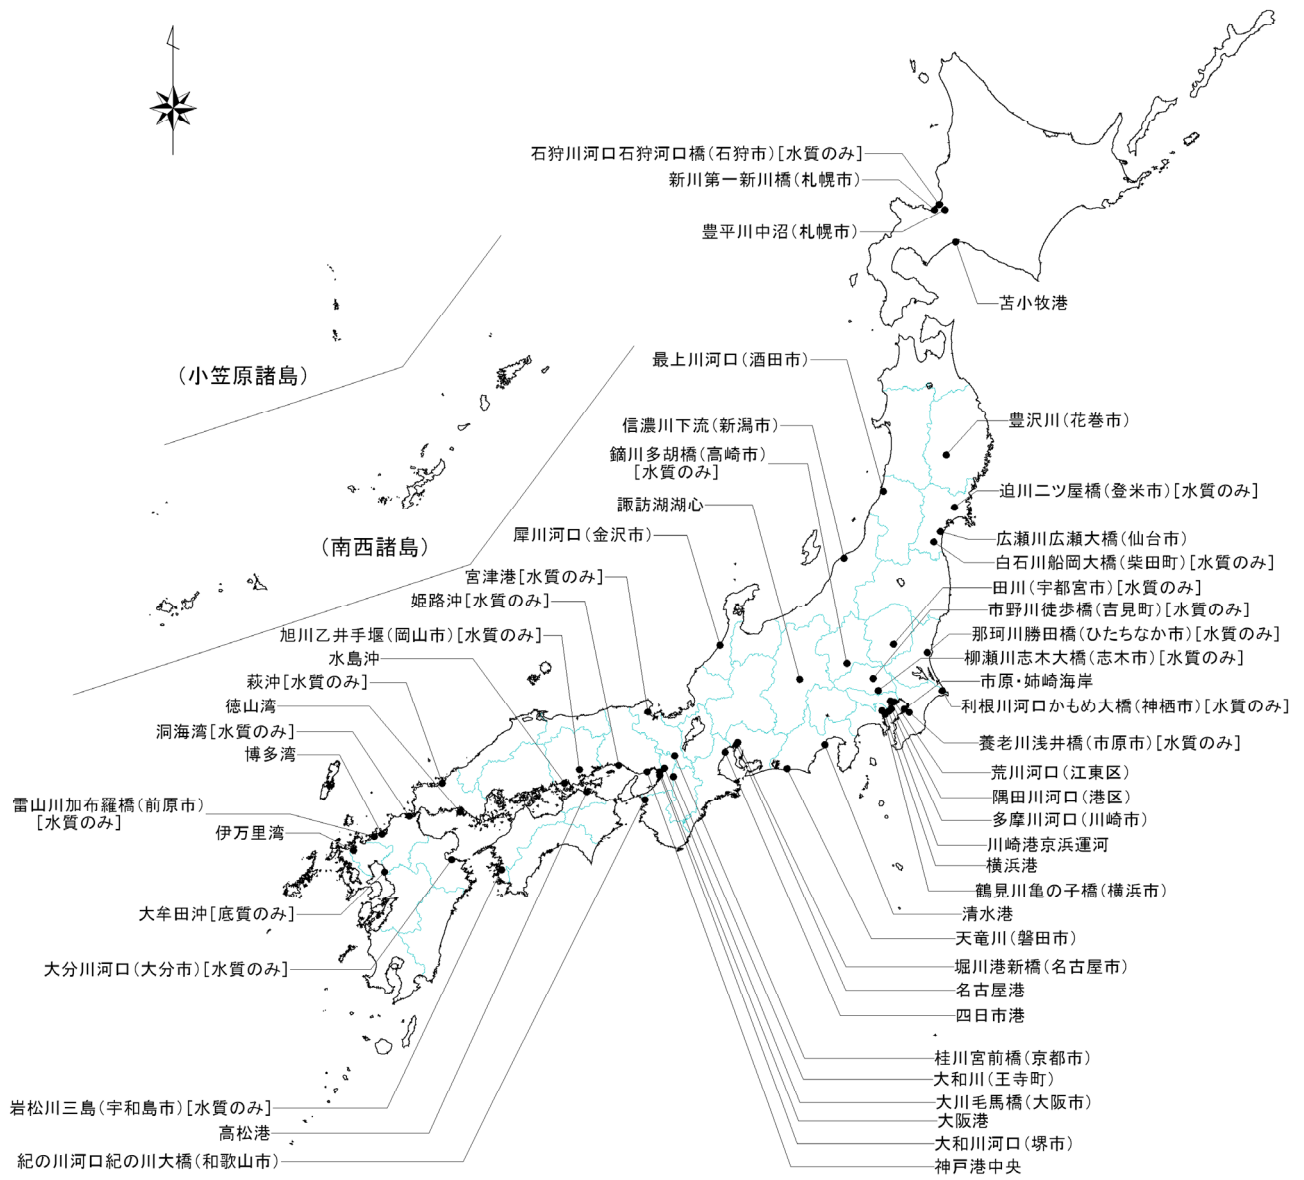 石狩川河口石狩河口橋(石狩市)[水質のみ]
新川第一新川橋(札幌市)
豊平川中沼(札幌市)
苫小牧港
(小笠原諸島)
最上川河口(酒田市)
豊沢川(花巻市)
信濃川下流(新潟市)
鏑川多胡橋(高崎市)
[水質のみ]
迫川二ツ屋橋(登米市)[水質のみ]
諏訪湖湖心
犀川河口(金沢市)
広瀬川広瀬大橋(仙台市)
(南西諸島)
白石川船岡大橋(柴田町)[水質のみ]
宮津港[水質のみ]
田川(宇都宮市)[水質のみ]
姫路沖[水質のみ]
市野川徒歩橋(吉見町)[水質のみ]
旭川乙井手堰(岡山市)[水質のみ]
那珂川勝田橋(ひたちなか市)[水質のみ]
水島沖
柳瀬川志木大橋(志木市)[水質のみ]
萩沖[水質のみ]
市原・姉崎海岸
徳山湾
利根川河口かもめ大橋(神栖市)[水質のみ]
洞海湾[水質のみ]
養老川浅井橋(市原市)[水質のみ]
博多湾
荒川河口(江東区)
隅田川河口(港区)
雷山川加布羅橋(前原市)
[水質のみ]
多摩川河口(川崎市)
伊万里湾
川崎港京浜運河
横浜港
鶴見川亀の子橋(横浜市)
大牟田沖[底質のみ]
清水港
天竜川(磐田市)
大分川河口(大分市)[水質のみ]
堀川港新橋(名古屋市)
名古屋港
四日市港
桂川宮前橋(京都市)
大和川(王寺町)
大川毛馬橋(大阪市)
岩松川三島(宇和島市)[水質のみ]
大阪港
高松港
大和川河口(堺市)
紀の川河口紀の川大橋(和歌山市)
神戸港中央